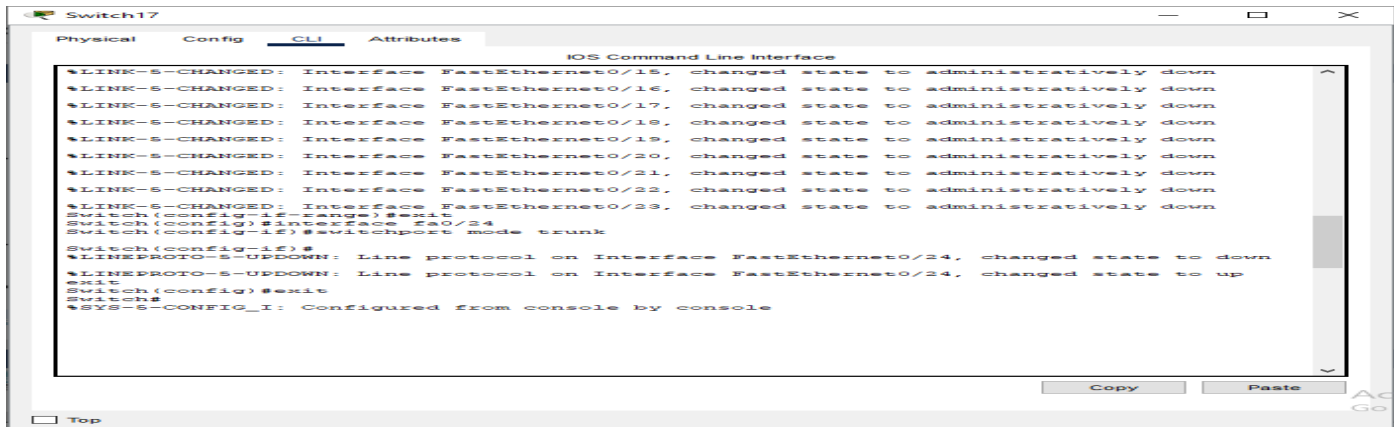 Switch17
Physical Config CLI Attributes
IOS Command Line Interface
%LINK-5-CHANGED: Interface FastEthernet0/15, changed state to administratively down
%LINK-5-CHANGED: Interface FastEthernet0/16, changed state to administratively down
%LINK-5-CHANGED: Interface FastEthernet0/17, changed state to administratively down
%LINK-5-CHANGED: Interface FastEthernet0/18, changed state to administratively down
%LINK-5-CHANGED: Interface FastEthernet0/19, changed state to administratively down
%LINK-5-CHANGED: Interface FastEthernet0/20, changed state to administratively down
%LINK-5-CHANGED: Interface FastEthernet0/21, changed state to administratively down
%LINK-5-CHANGED: Interface FastEthernet0/22, changed state to administratively down
%LINK-5-CHANGED: Interface FastEthernet0/23, changed state to administratively down
Switch(config-if-range)#exit
Switch(config)#interface fa0/24
Switch(config-if)#switchport mode trunk
Switch(config-if)#
%LINEPROTO-5-UPDOWN: Line protocol on Interface FastEthernet0/24, changed state to down
%LINEPROTO-5-UPDOWN: Line protocol on Interface FastEthernet0/24, changed state to up
exit
Switch(config)#exit
Switch#
%SYS-5-CONFIG_I: Configured from console by console
Copy Paste
Ac
Go
Top